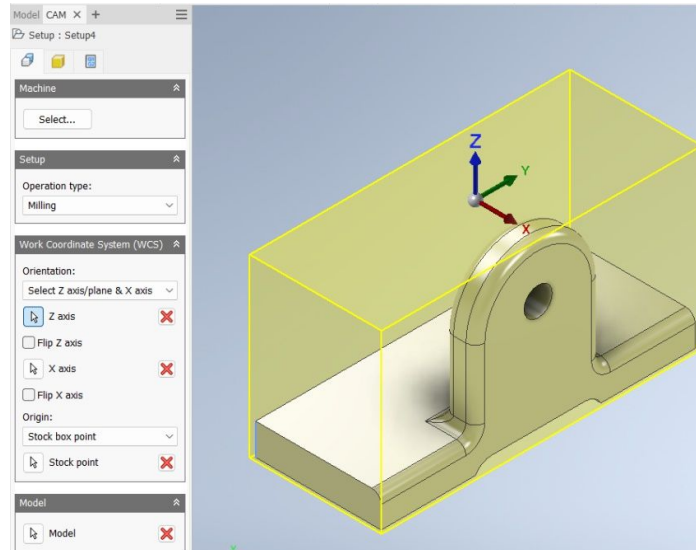 Model CAM × +
Setup : Setup4
Machine
Select...
Setup
Operation type:
Milling
Work Coordinate System (WCS)
Orientation:
Select Z axis/plane & X axis
Z axis
Flip Z axis
X axis
Flip X axis
Origin:
Stock box point
Stock point
Model
Model
Z
Y
X
Y